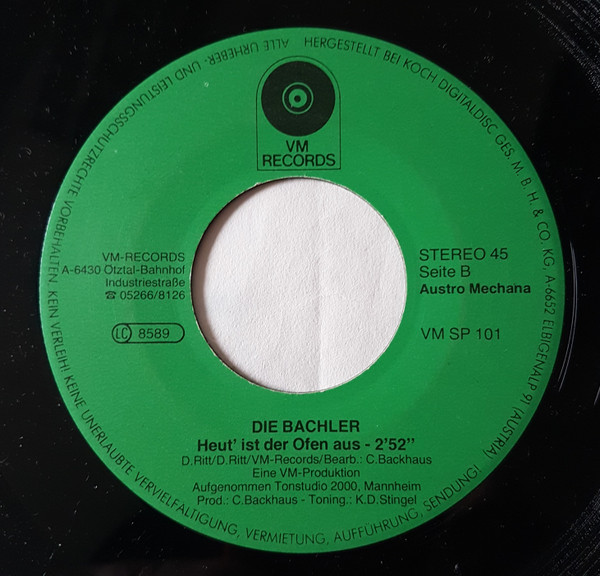 ALLE URHEBER- UND LEISTUNGSSCHUTZRECHTE VORBEHALTEN. KEIN VERLEIH! KEINE UNERLAUBTE VERVIELFÄLTIGUNG, VERMIETUNG, AUFFÜHRUNG, SENDUNG!
HERGESTELLT BEI KOCH DIGITALDISC GES. M. B. H. & CO. KG, A-6652 ELBIGENALP 91 (AUSTRIA)
VM
RECORDS
VM-RECORDS
A-6430 Ötztal-Bahnhof
Industriestraße
☎ 05266/8126
LC 8589
STEREO 45
Seite B
Austro Mechana
VM SP 101
DIE BACHLER
Heut' ist der Ofen aus - 2'52''
D.Ritt/D.Ritt/VM-Records/Bearb.: C.Backhaus
Eine VM-Produktion
Aufgenommen Tonstudio 2000, Mannheim
Prod.: C.Backhaus - Toning.: K.D.Stingel